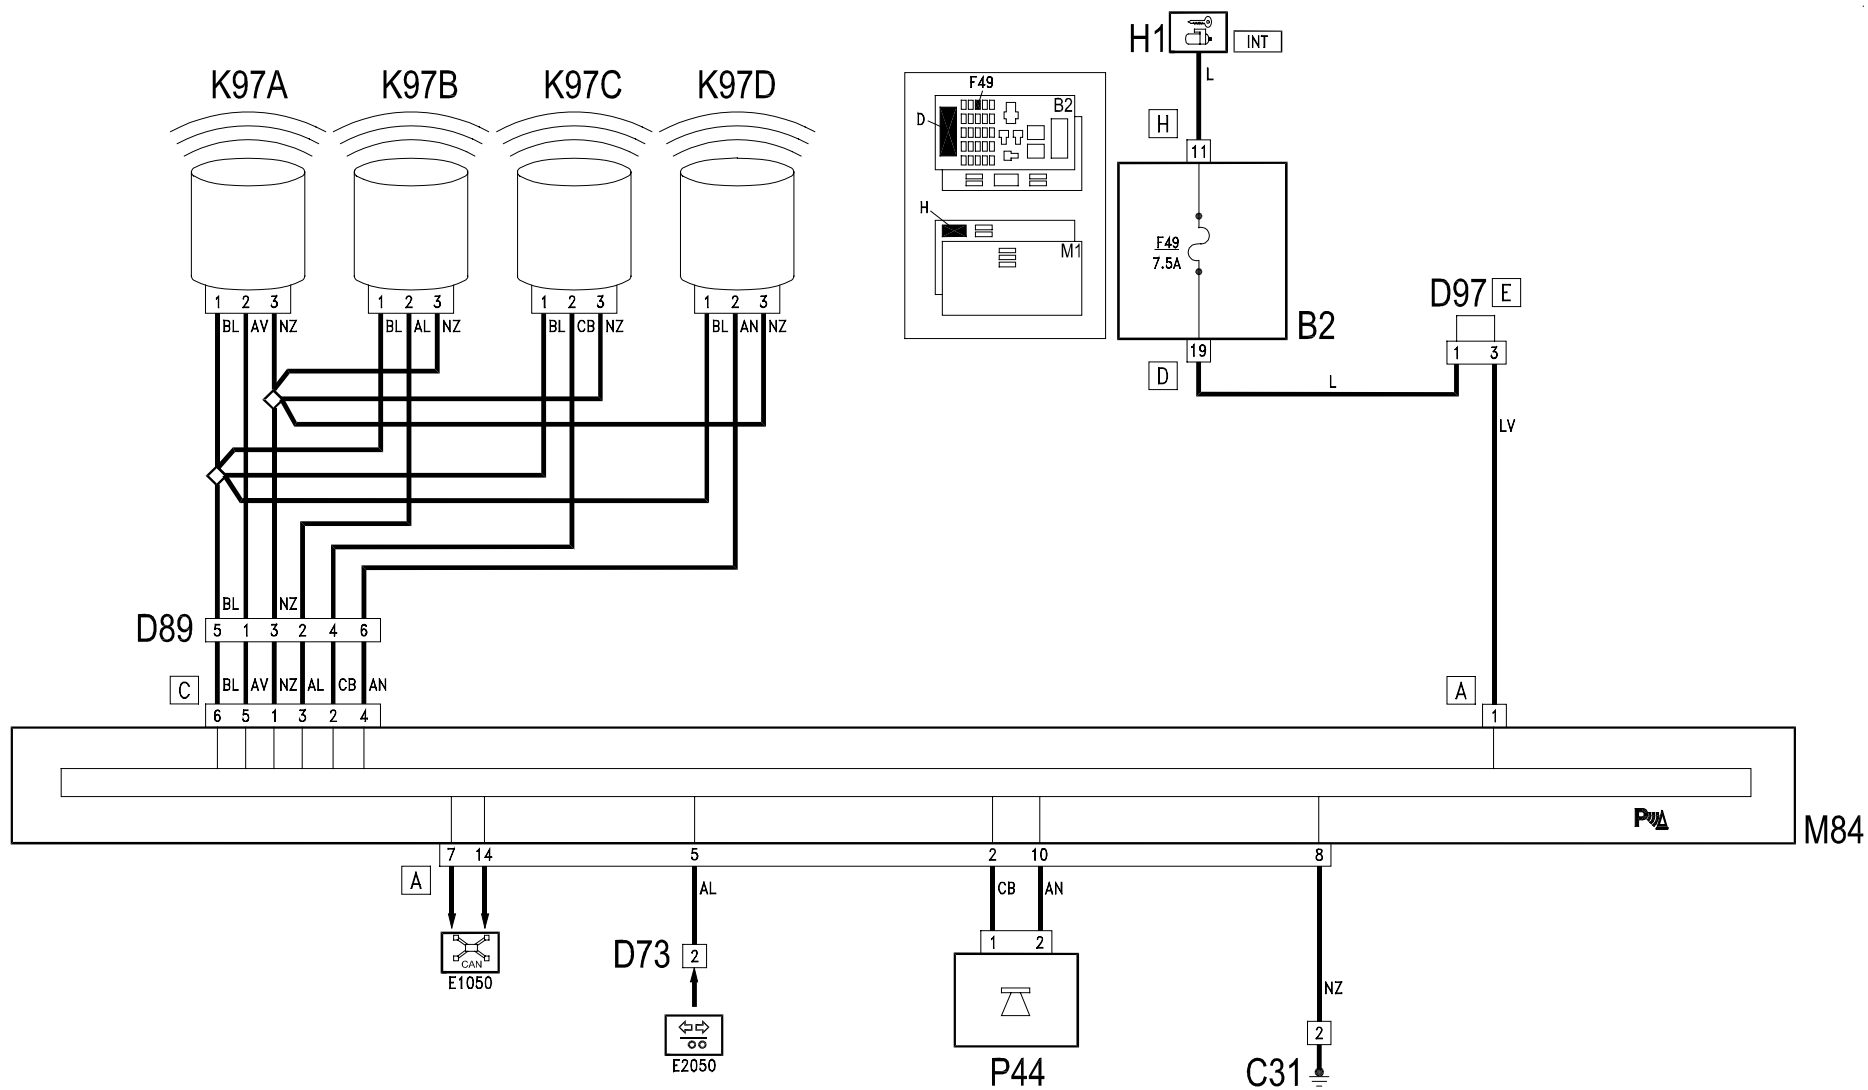 H1 INT
L
K97A K97B K97C K97D
F49
B2
D
H
M1
H
11
F49
7.5A
B2
19
D
L
D97 E
1 3
LV
1 2 3 1 2 3 1 2 3 1 2 3
BL AV NZ BL AL NZ BL CB NZ BL AN NZ
BL NZ
D89 5 1 3 2 4 6
C BL AV NZ AL CB AN
6 5 1 3 2 4
A
1
P
M84
7 14 5 2 10 8
A
AL CB AN
CAN
E1050
D73 2
E2050
1 2
P44
NZ
2
C31